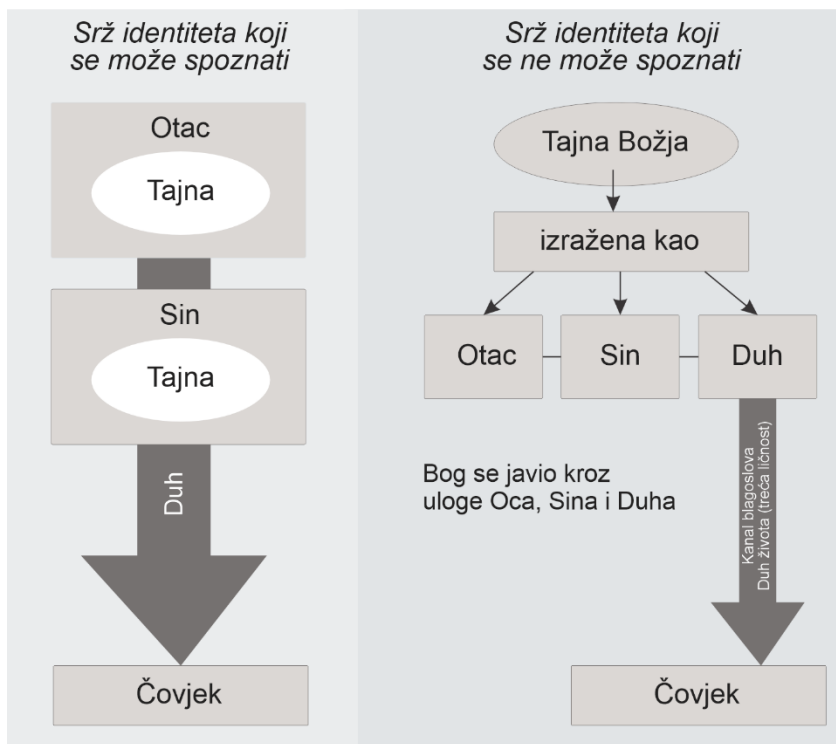 Srž identiteta koji
se može spoznati
Otac
Tajna
Sin
Tajna
Duh
Čovjek
Srž identiteta koji
se ne može spoznati
Tajna Božja
izražena kao
Otac
Sin
Duh
Bog se javio kroz
uloge Oca, Sina i Duha
Kanal blagoslova
Duh života (treća ličnost)
Čovjek